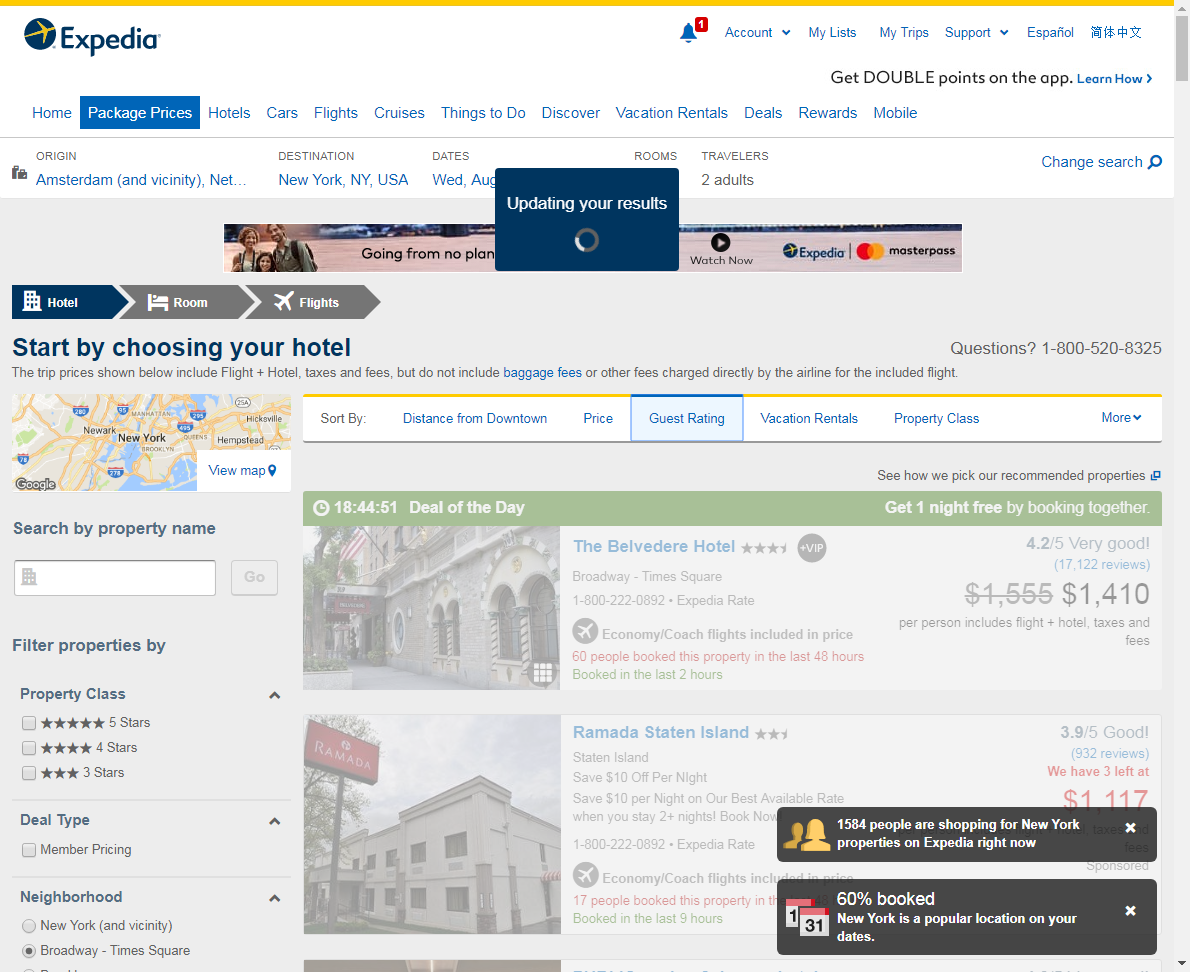 Expedia
1
Account
My Lists
My Trips
Support
Español
简体中文
Get DOUBLE points on the app. Learn How
Home
Package Prices
Hotels
Cars
Flights
Cruises
Things to Do
Discover
Vacation Rentals
Deals
Rewards
Mobile
ORIGIN
Amsterdam (and vicinity), Net...
DESTINATION
New York, NY, USA
DATES
Wed, Aug
ROOMS
TRAVELERS
2 adults
Change search
Updating your results
Going from no plan
Watch Now
Expedia
masterpass
Hotel
Room
Flights
Start by choosing your hotel
Questions? 1-800-520-8325
The trip prices shown below include Flight + Hotel, taxes and fees, but do not include baggage fees or other fees charged directly by the airline for the included flight.
280
95
MANHATTAN
295
25A
Hicksville
Newark
New York
495
QUEENS
Hempstead
BROOKLYN
78
278
Google
View map
Sort By:
Distance from Downtown
Price
Guest Rating
Vacation Rentals
Property Class
More
See how we pick our recommended properties
Search by property name
Go
Filter properties by
Property Class
5 Stars
4 Stars
3 Stars
Deal Type
Member Pricing
Neighborhood
New York (and vicinity)
Broadway - Times Square
18:44:51 Deal of the Day
Get 1 night free by booking together.
The Belvedere Hotel
+VIP
Broadway - Times Square
1-800-222-0892 • Expedia Rate
Economy/Coach flights included in price
60 people booked this property in the last 48 hours
Booked in the last 2 hours
4.2/5 Very good!
(17,122 reviews)
$1,555 $1,410
per person includes flight + hotel, taxes and
fees
RAMADA
Ramada Staten Island
Staten Island
Save $10 Off Per NIght
Save $10 per Night on Our Best Available Rate
when you stay 2+ nights! Book Now
1-800-222-0892 • Expedia Rate
Economy/Coach flights included in price
17 people booked this property in the
Booked in the last 9 hours
3.9/5 Good!
(932 reviews)
We have 3 left at
$1,117
fees
Sponsored
1584 people are shopping for New York
properties on Expedia right now
1
31
60% booked
New York is a popular location on your
dates.